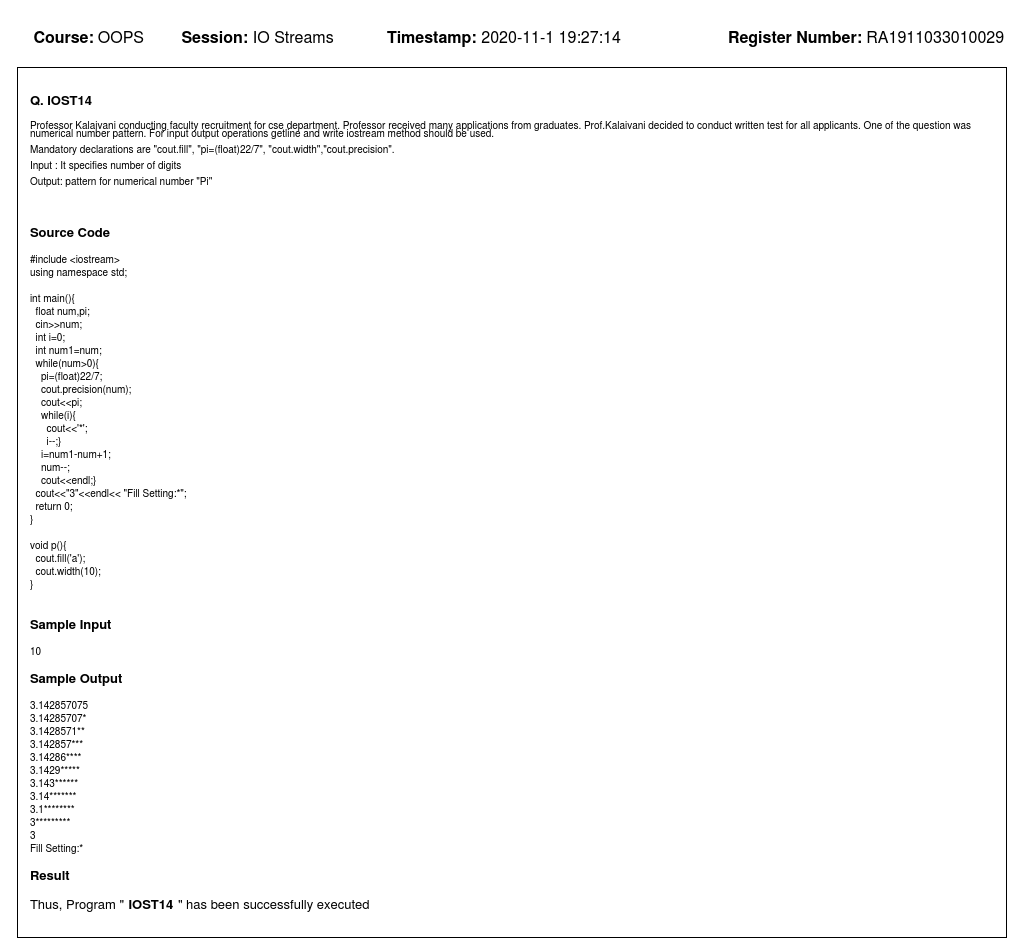 Course: OOPS Session: IO Streams Timestamp: 2020-11-1 19:27:14 Register Number: RA1911033010029
Q. IOST14
Professor Kalaivani conducting faculty recruitment for cse department. Professor received many applications from graduates. Prof.Kalaivani decided to conduct written test for all applicants. One of the question was
numerical number pattern. For input output operations getline and write iostream method should be used.
Mandatory declarations are "cout.fill", "pi=(float)22/7", "cout.width","cout.precision".
Input : It specifies number of digits
Output: pattern for numerical number "Pi"
Source Code
#include <iostream>
using namespace std;
int main(){
  float num,pi;
  cin>>num;
  int i=0;
  int num1=num;
  while(num>0){
    pi=(float)22/7;
    cout.precision(num);
    cout<<pi;
    while(i){
      cout<<'*';
      i--;}
    i=num1-num+1;
    num--;
    cout<<endl;}
  cout<<"3"<<endl<< "Fill Setting:*";
  return 0;
}
void p(){
  cout.fill('a');
  cout.width(10);
}
Sample Input
10
Sample Output
3.142857075
3.14285707*
3.1428571**
3.142857***
3.14286****
3.1429*****
3.143******
3.14*******
3.1********
3*********
3
Fill Setting:*
Result
Thus, Program " IOST14 " has been successfully executed